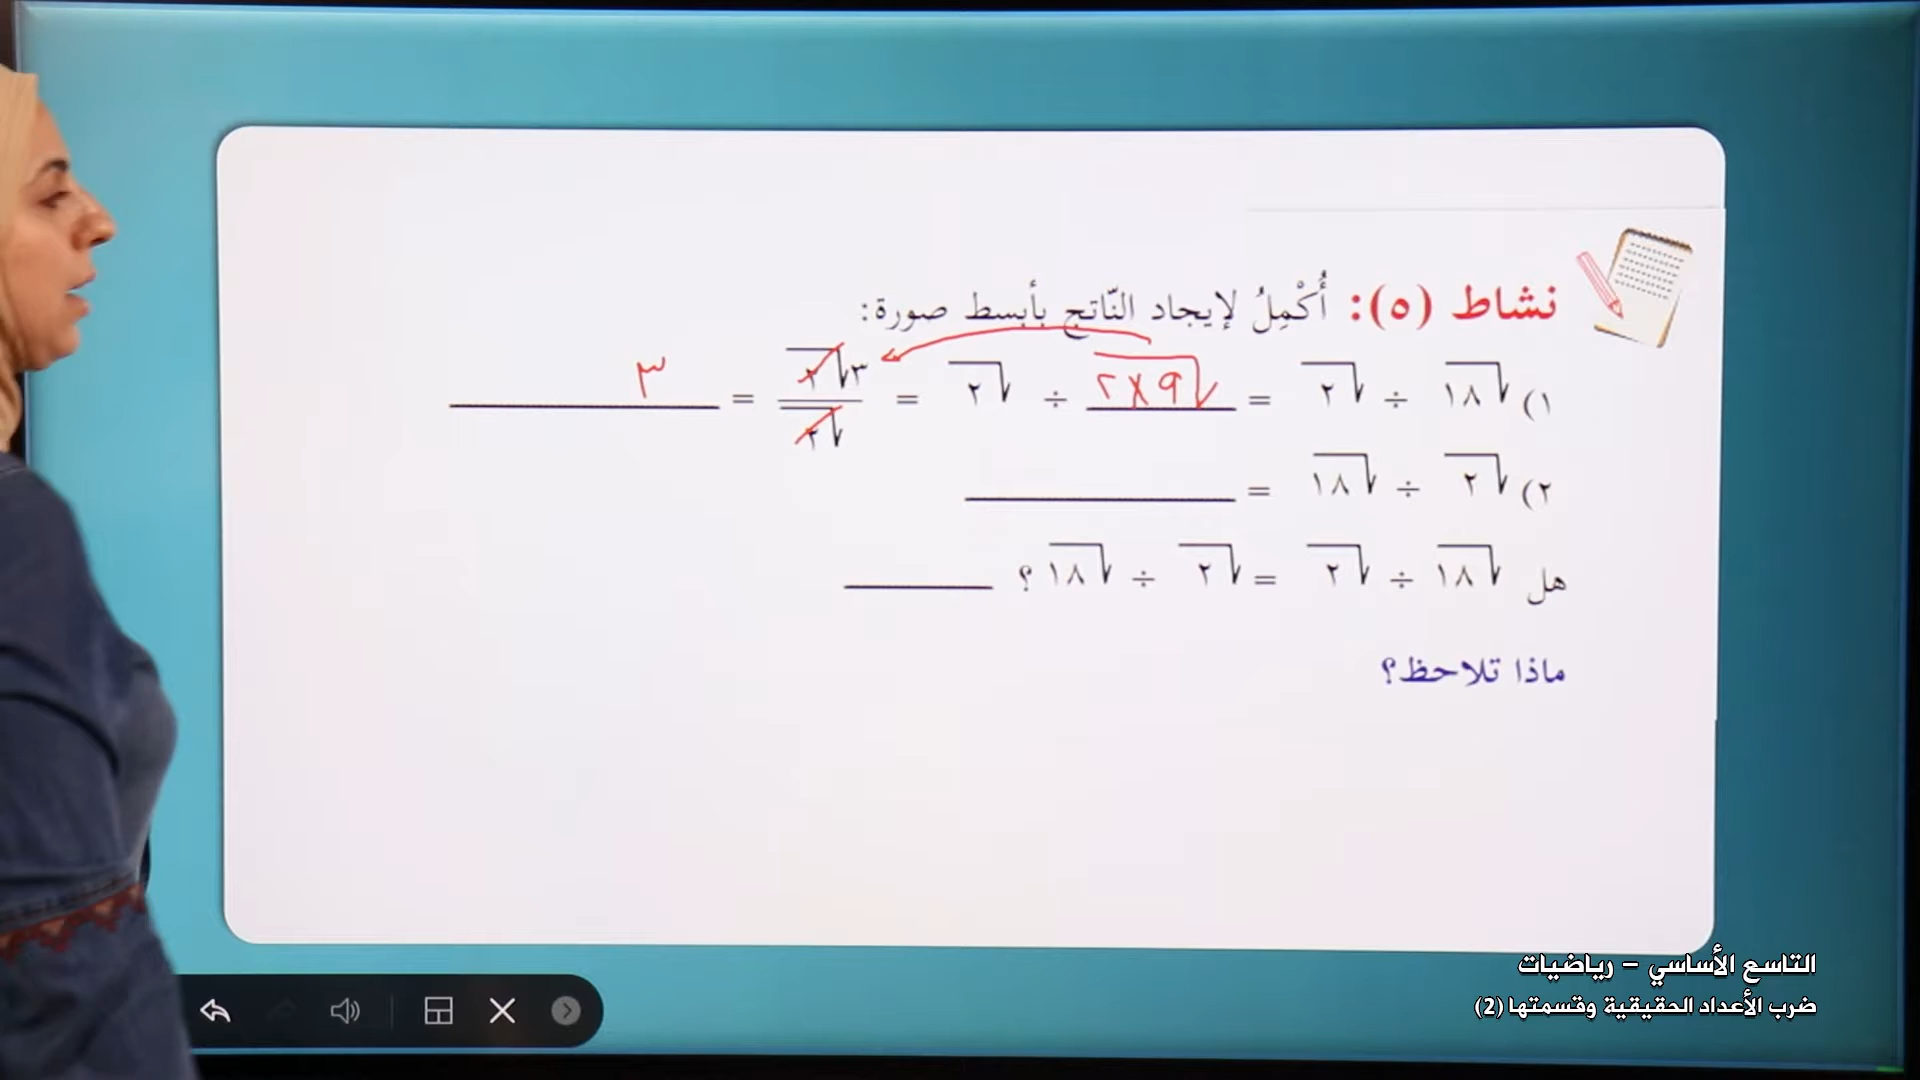 نشاط (٥): أُكْمِلُ لإيجاد النّاتج بأبسط صورة:
١) √١٨ ÷ √٢ = √٩×٢ ÷ √٢ = ٣√٢ / √٢ = ٣
٢) √٢ ÷ √١٨ =
هل √١٨ ÷ √٢ = √٢ ÷ √١٨ ؟
ماذا تلاحظ؟
التاسع الأساسي – رياضيات
ضرب الأعداد الحقيقية وقسمتها (2)